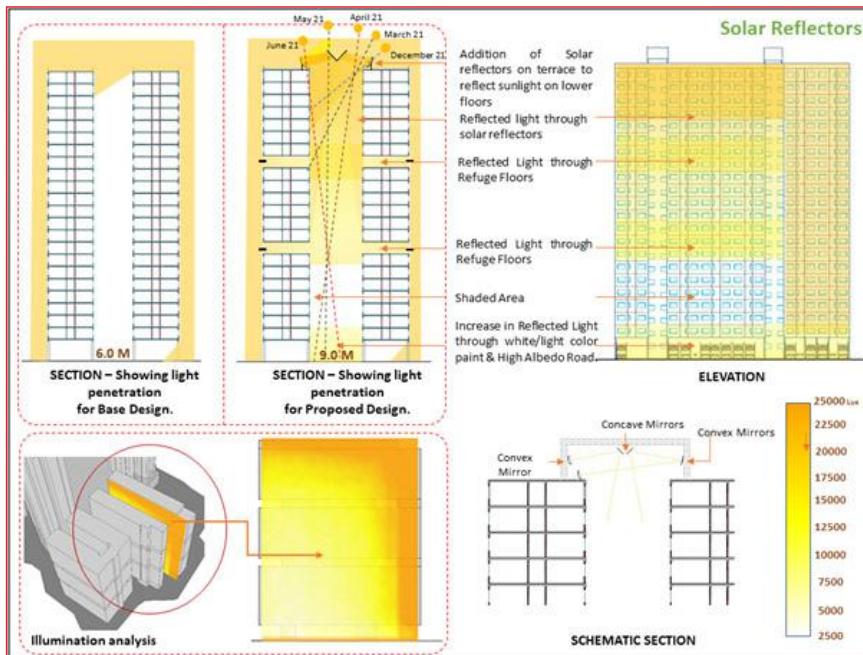 Solar Reflectors
May 21
April 21
March 21
June 21
December 21
Addition of Solar
reflectors on terrace to
reflect sunlight on lower
floors
Reflected light through
solar reflectors
Reflected Light through
Refuge Floors
Reflected Light through
Refuge Floors
Shaded Area
Increase in Reflected Light
through white/light color
paint & High Albedo Road.
6.0 M
9.0 M
SECTION – Showing light
penetration
for Base Design.
SECTION – Showing light
penetration
for Proposed Design.
ELEVATION
Illumination analysis
Concave Mirrors
Convex
Mirror
Convex Mirrors
SCHEMATIC SECTION
25000 Lux
22500
20000
17500
15000
12500
10000
7500
5000
2500